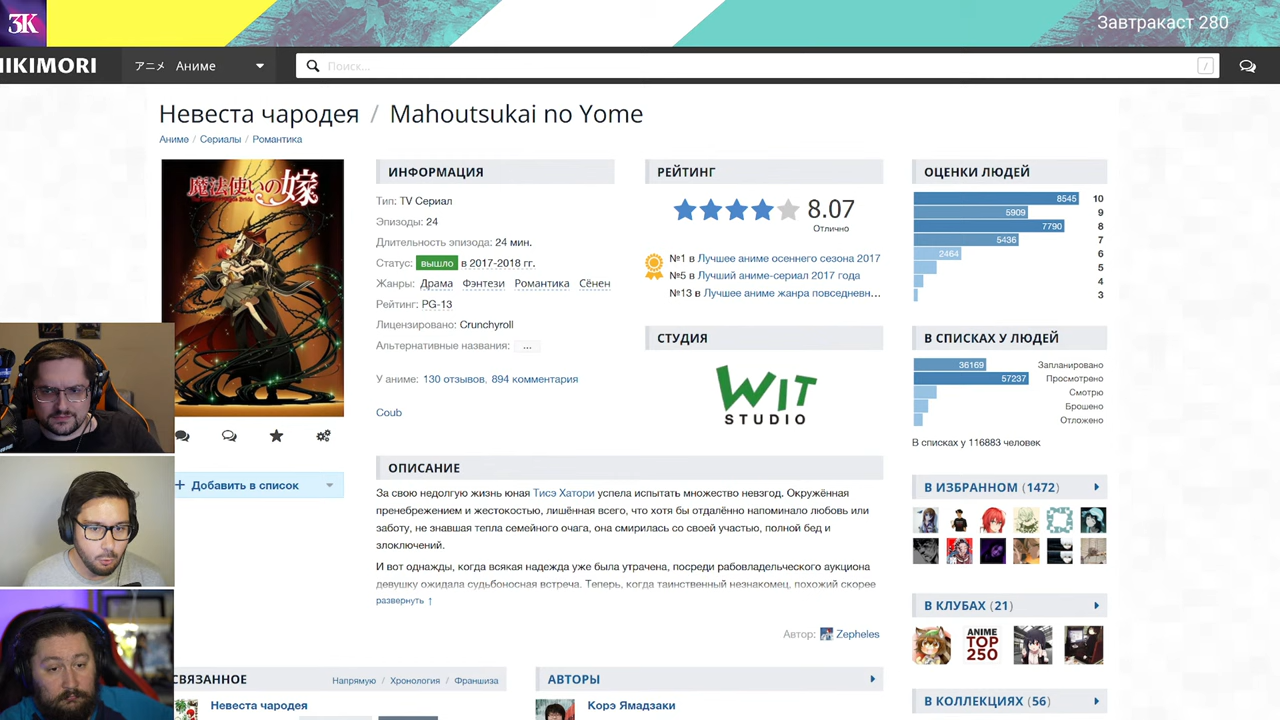 ЗК
Завтракаст 280
IKIMORI
アニメ Аниме
Поиск...
/
Невеста чародея / Mahoutsukai no Yome
Аниме / Сериалы / Романтика
魔法使いの嫁
ИНФОРМАЦИЯ
Тип: TV Сериал
Эпизоды: 24
Длительность эпизода: 24 мин.
Статус: вышло в 2017-2018 гг.
Жанры: Драма Фэнтези Романтика Сёнен
Рейтинг: PG-13
Лицензировано: Crunchyroll
Альтернативные названия: ...
У аниме: 130 отзывов, 894 комментария
Coub
РЕЙТИНГ
8.07
Отлично
№1 в Лучшее аниме осеннего сезона 2017
№5 в Лучший аниме-сериал 2017 года
№13 в Лучшее аниме жанра повседневн...
СТУДИЯ
WIT
STUDIO
ОЦЕНКИ ЛЮДЕЙ
8545 10
5909 9
7790 8
5436 7
2464 6
5
4
3
В СПИСКАХ У ЛЮДЕЙ
36169 Запланировано
57237 Просмотрено
Смотрю
Брошено
Отложено
В списках у 116883 человек
+ Добавить в список
ОПИСАНИЕ
За свою недолгую жизнь юная Тисэ Хатори успела испытать множество невзгод. Окружённая
пренебрежением и жестокостью, лишённая всего, что хотя бы отдалённо напоминало любовь или
заботу, не знавшая тепла семейного очага, она смирилась со своей участью, полной бед и
злоключений.
И вот однажды, когда всякая надежда уже была утрачена, посреди рабовладельческого аукциона
девушку ожидала судьбоносная встреча. Теперь, когда таинственный незнакомец, похожий скорее
развернуть ↑
Автор: Zepheles
В ИЗБРАННОМ (1472)
В КЛУБАХ (21)
ANIME
TOP
250
В КОЛЛЕКЦИЯХ (56)
СВЯЗАННОЕ
Напрямую / Хронология / Франшиза
Невеста чародея
АВТОРЫ
Корэ Ямадзаки